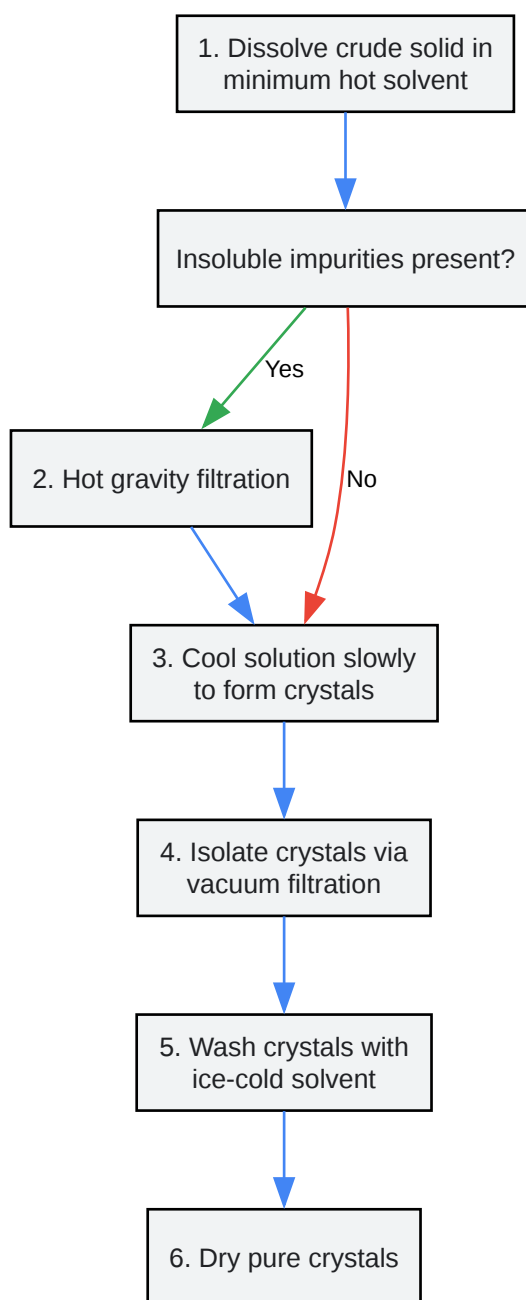 1. Dissolve crude solid in
minimum hot solvent
Insoluble impurities present?
Yes
2. Hot gravity filtration
No
3. Cool solution slowly
to form crystals
4. Isolate crystals via
vacuum filtration
5. Wash crystals with
ice-cold solvent
6. Dry pure crystals